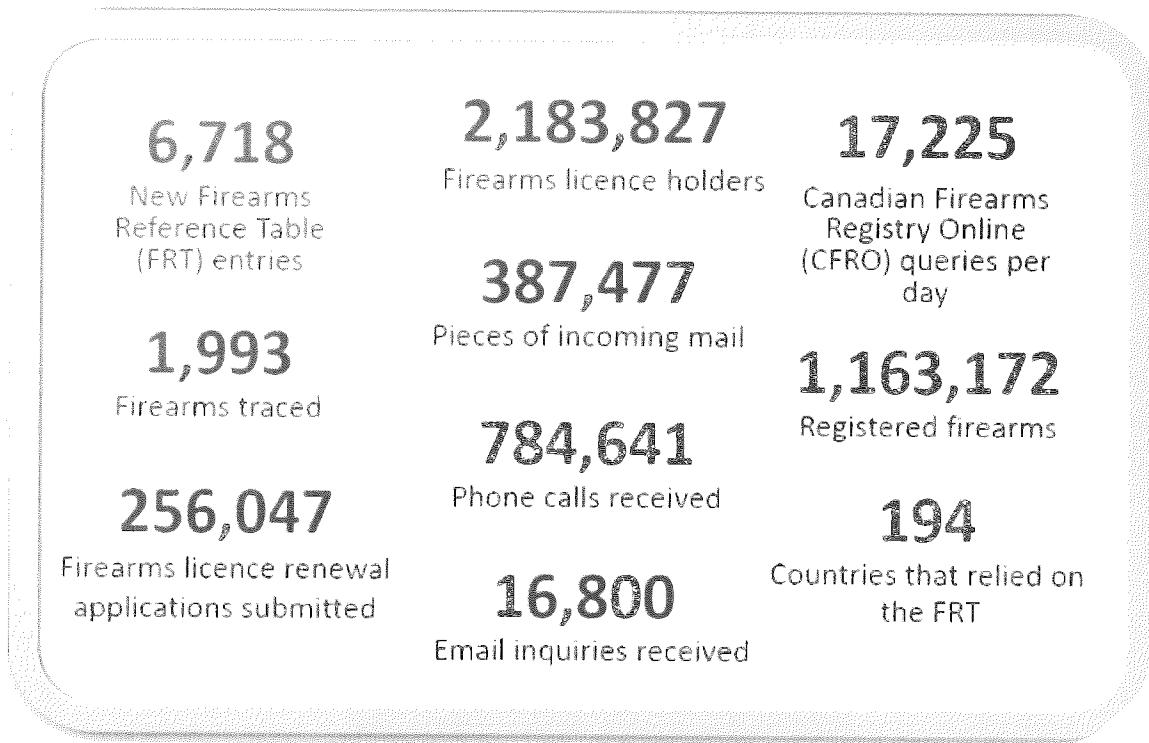 6,718
New Firearms
Reference Table
(FRT) entries
1,993
Firearms traced
256,047
Firearms licence renewal
applications submitted
2,183,827
Firearms licence holders
387,477
Pieces of incoming mail
784,641
Phone calls received
16,800
Email inquiries received
17,225
Canadian Firearms
Registry Online
(CFRO) queries per
day
1,163,172
Registered firearms
194
Countries that relied on
the FRT